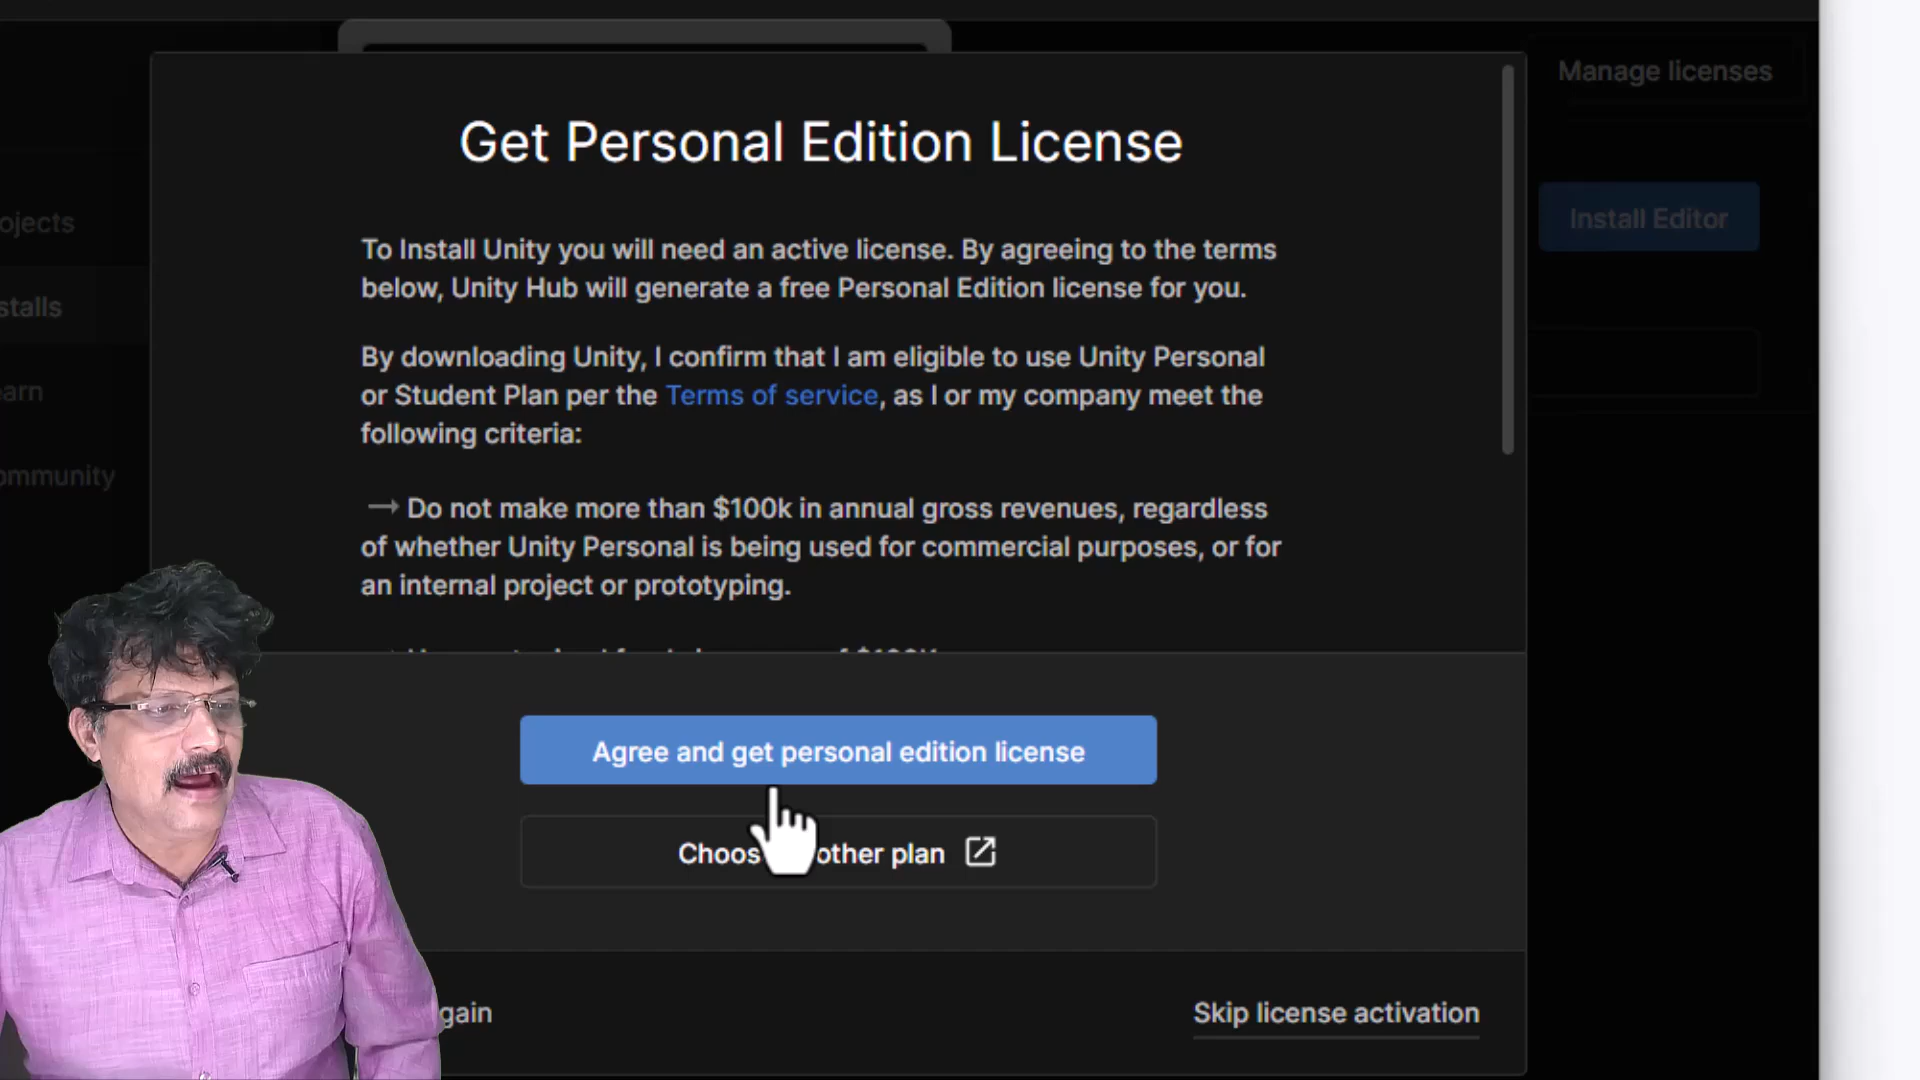 Manage licenses
Get Personal Edition License
Install Editor
ojects
To Install Unity you will need an active license. By agreeing to the terms
below, Unity Hub will generate a free Personal Edition license for you.
stalls
By downloading Unity, I confirm that I am eligible to use Unity Personal
or Student Plan per the Terms of service, as I or my company meet the
following criteria:
earn
ommunity
→ Do not make more than $100k in annual gross revenues, regardless
of whether Unity Personal is being used for commercial purposes, or for
an internal project or prototyping.
Agree and get personal edition license
Choos other plan
gain
Skip license activation